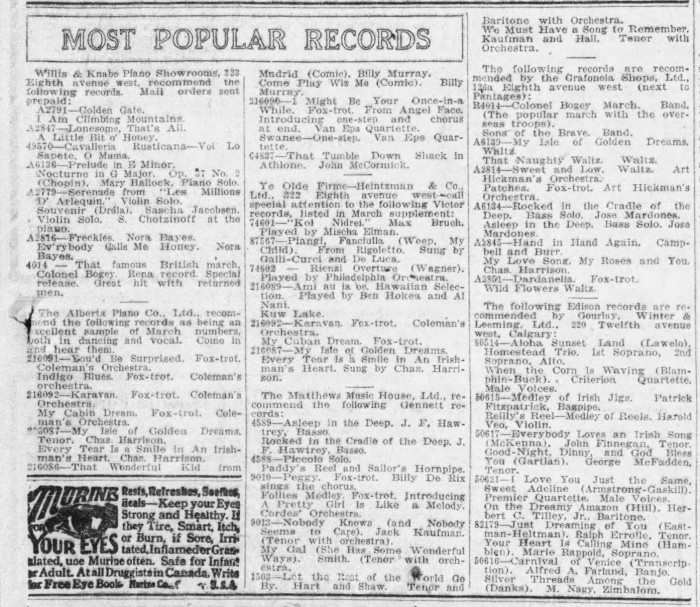 MOST POPULAR RECORDS
Willis & Knabe Piano Showrooms, 323
Eighth avenue west, recommend the
following records. Mail orders sent
prepaid:
A2791—Golden Gate.
I Am Climbing Mountains.
A2847—Lonesome, That's All.
A Little Bit o' Honey.
49570—Cavalleria Rusticana—Voi Lo
Sapete, O Mama.
A6136—Prelude in E Minor.
Nocturne in G Major. Op. 37 No. 2
(Chopin). Mary Hallock, Piano Solo.
A2779—Serenade from "Les Millions
D' Arlequin." Violin Solo.
Souvenir (Drdla). Sascha Jacobsen.
Violin Solo. S. Chotzinoff at the
piano.
A2816—Freckles. Nora Bayes.
Ev'rybody Calls Me Honey. Nora
Bayes.
4014 — That famous British march,
Colonel Bogey. Rena record. Special
release. Great hit with returned
men.
The Alberta Piano Co., Ltd., recom-
mend the following records as being an
excellent sample of March numbers,
both in dancing and vocal. Come in
and hear them.
216091—You'd Be Surprised. Fox-trot.
Coleman's Orchestra.
Indigo Blues. Fox-trot. Coleman's
orchestra.
216092—Karavan. Fox-trot. Coleman's
Orchestra.
My Cabin Dream. Fox-trot. Cole-
man's Orchestra.
216087—My Isle of Golden Dreams,
Tenor. Chas. Harrison.
Every Tear Is a Smile in An Irish-
man's Heart. Chas. Harrison.
216086—That Wonderful Kid from
MURINE
FOR
YOUR EYES
Rests, Refreshes, Soothes,
Heals—Keep your Eyes
Strong and Healthy. If
they Tire, Smart, Itch,
or Burn, if Sore, Irri-
tated, Inflamed or Gran-
ulated, use Murine often. Safe for Infant
or Adult. At all Druggists in Canada. Write
for Free Eye Book. Murine U.S.A
Madrid (Comic). Billy Murray.
Come Play Wiz Me (Comic). Billy
Murray.
216090—I Might Be Your Once-in-a
While. Fox-trot. From Angel Face.
Introducing one-step and chorus
at end. Van Eps Quartette.
Swanee—One-step. Van Eps Quar-
tette.
64837—That Tumble Down Shack in
Athlone. John McCormick.
Ye Olde Firme—Heintzman & Co.,
Ltd., 322 Eighth Avenue west—call
special attention to the following Victor
records, listed in March supplement:
74601—"Kol Nidrei." Max Bruch.
Played by Mischa Elman.
87567—Piangi Fanciulla (Weep, My
Child). From Rigoletto. Sung by
Galli-Curci and De Luca.
74602 — Rienzi Overture (Wagner).
Played by Philadelphia Orchestra.
216089—Ami au ia oe. Hawaiian Selec-
tion. Played by Ben Hokea and Al
Nani.
Kuw Lake.
216092—Karavan. Fox-trot. Coleman's
Orchestra.
My Cuban Dream. Fox-trot.
216087—My Isle of Golden Dreams.
Every Tear Is a Smile in An Irish-
man's Heart. Sung by Chas. Harri-
son.
The Matthews Music House, Ltd., re-
commend the following Gennett re-
cords:
4589—Asleep in the Deep. J. F. Haw-
trey, Basso.
Rocked in the Cradle of the Deep. J.
F. Hawtrey, Basso.
4598—Piccolo Solo.
Paddy's Reel and Sailor's Hornpipe.
9010—Peggy. Fox-trot. Billy De Rix
sings the chorus.
Follies Medley. Fox-trot. Introducing
A Pretty Girl Is Like a Melody.
Cordes' Orchestra.
9013—Nobody Knows (and Nobody
Seems to Care). Jack Kaufman.
(Tenor with orchestra).
My Gal (She Has Some Wonderful
Ways). Smith. (Tenor with orch-
estra).
Let the Rest of the World Go
By. Hart and Shaw. Tenor and
Baritone with Orchestra.
We Must Have a Song to Remember.
Kaufman and Hall. Tenor with
Orchestra.
The following records are recom-
mended by the Grafonola Shops, Ltd.,
126a Eighth avenue west (next to
Pantages):
R4014—Colonel Bogey March. Band.
(The popular march with the over-
seas troops).
Sons of the Brave. Band.
A6139—My Isle of Golden Dreams.
Waltz.
That Naughty Waltz. Waltz.
A2814—Sweet and Low. Waltz. Art
Hickman's Orchestra.
Patches. Fox-trot. Art Hickman's
Orchestra.
A6134—Rocked in the Cradle of the
Deep. Bass Solo. Jose Mardones.
Asleep in the Deep. Bass Solo. Jose
Mardones.
A2845—Hand in Hand Again. Camp-
bell and Burr.
My Love Song. My Roses and You.
Chas. Harrison.
A2851—Dardanella. Fox-trot.
Wild Flowers Waltz.
The following Edison records are re-
commended by Gourlay, Winter &
Leeming, Ltd., 220 Twelfth avenue
west, Calgary:
80514—Aloha Sunset Land (Lawelo).
Homestead Trio. 1st Soprano, 2nd
Soprano, Alto.
When the Corn Is Waving (Blam-
phin-Buck). Criterion Quartette.
Male Voices.
50615—Medley of Irish Jigs. Patrick
Fitzpatrick, Bagpipe.
Reilly's Reel—Medley of Reels. Harold
Veo, Violin.
50617—Everybody Loves an Irish Song
(McKenna). John Finnegan, Tenor.
Good-Night, Dinny, and God Bless
You (Gartlan). George McFadden,
Tenor.
50621—I Love You Just the Same,
Sweet Adeline (Armstrong-Gaskill).
Premier Quartette. Male Voices.
On the Dreamy Amazon (Hill). Her-
bert C. Tilley, Jr., Baritone.
82179—Just Dreaming of You (East-
man-Heltman). Ralph Errolle, Tenor.
Your Heart Is Calling Mine (Ham-
blen). Marie Rappold, Soprano.
50616—Carnival of Venice (Transcrip-
tion). Alfred A. Farland, Banjo.
Silver Threads Among the Gold
(Danks). M. Nagy, Zimbalom.